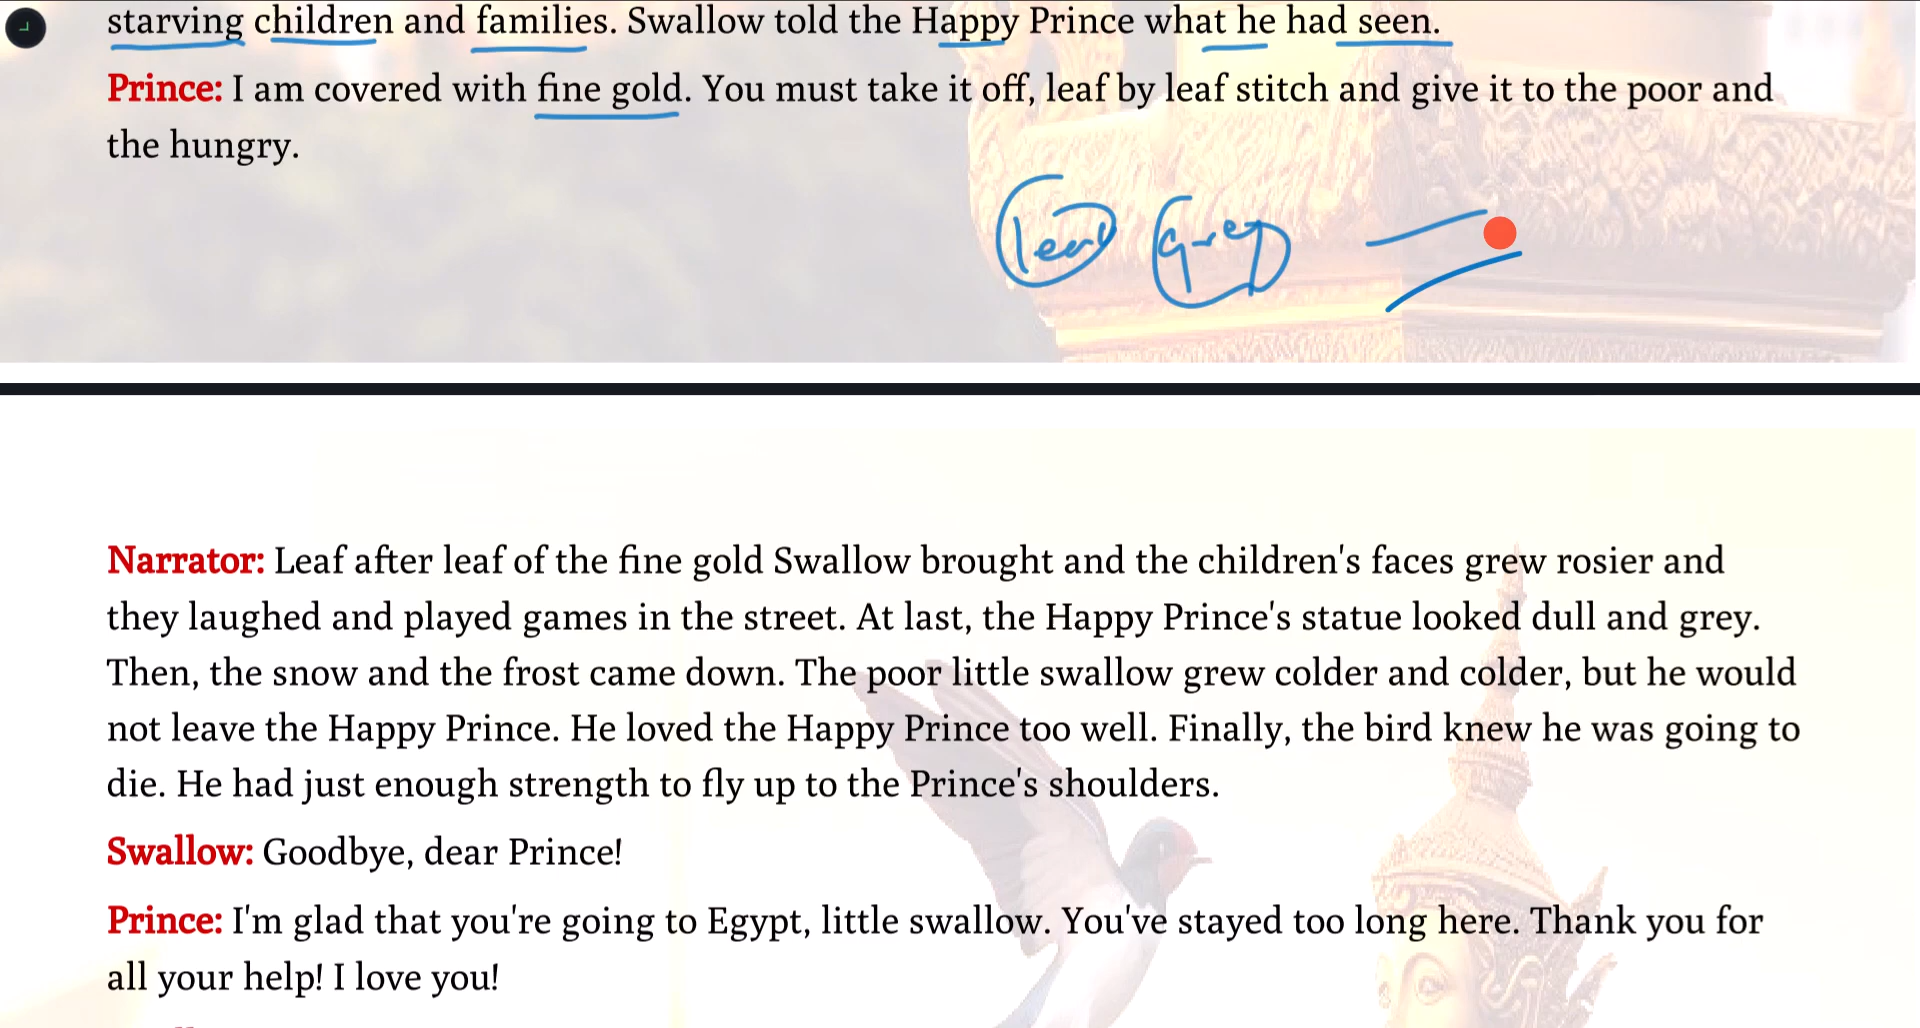 starving children and families. Swallow told the Happy Prince what he had seen.
Prince: I am covered with fine gold. You must take it off, leaf by leaf stitch and give it to the poor and
the hungry.
lead grey
Narrator: Leaf after leaf of the fine gold Swallow brought and the children's faces grew rosier and
they laughed and played games in the street. At last, the Happy Prince's statue looked dull and grey.
Then, the snow and the frost came down. The poor little swallow grew colder and colder, but he would
not leave the Happy Prince. He loved the Happy Prince too well. Finally, the bird knew he was going to
die. He had just enough strength to fly up to the Prince's shoulders.
Swallow: Goodbye, dear Prince!
Prince: I'm glad that you're going to Egypt, little swallow. You've stayed too long here. Thank you for
all your help! I love you!